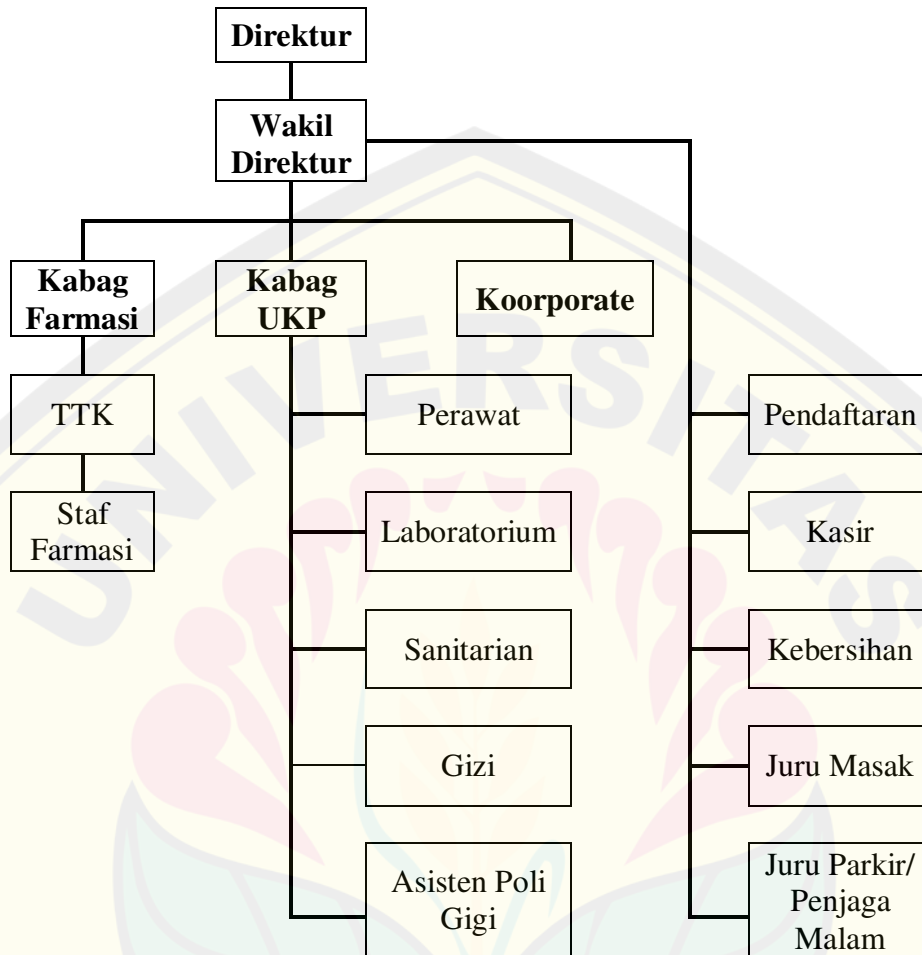 Direktur
Wakil
Direktur
Kabag
Farmasi
Kabag
UKP
Koorporate
TTK
Perawat
Pendaftaran
Staf
Farmasi
Laboratorium
Kasir
Sanitarian
Kebersihan
Gizi
Juru Masak
Asisten Poli
Gigi
Juru Parkir/
Penjaga
Malam
UNIVERSITAS